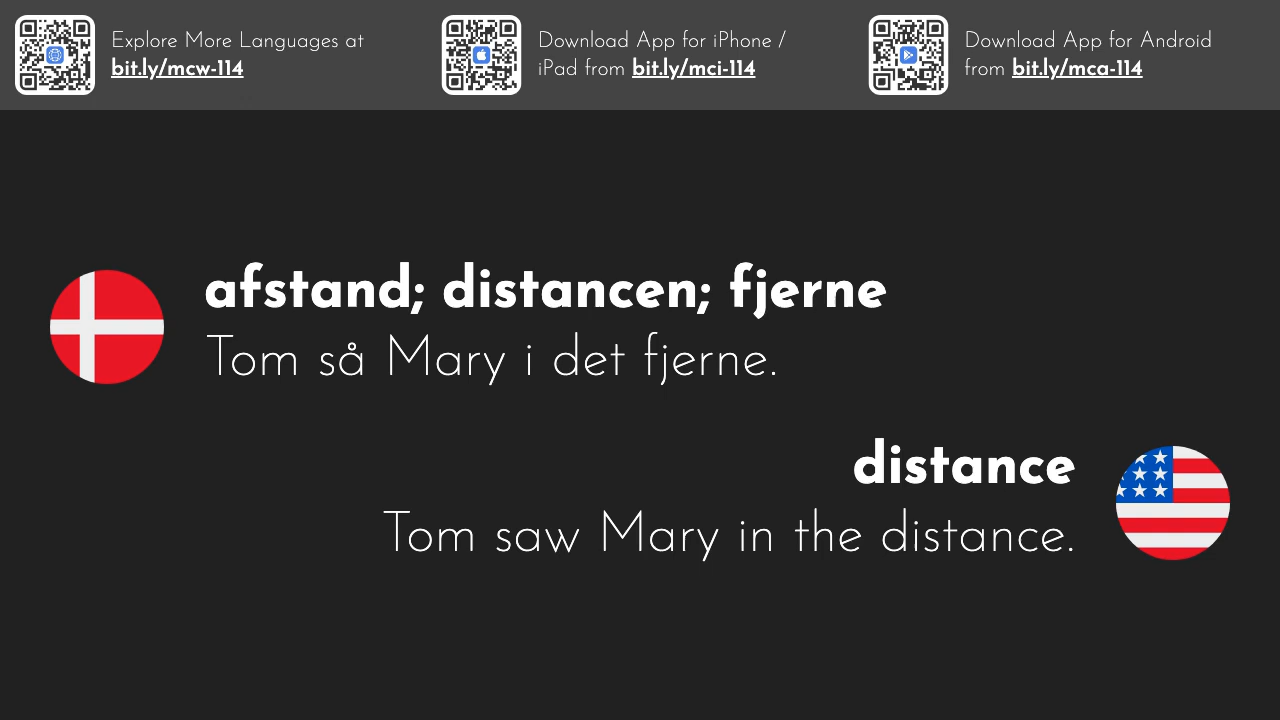 Explore More Languages at
bit.ly/mcw-114
Download App for iPhone /
iPad from bit.ly/mci-114
Download App for Android
from bit.ly/mca-114
afstand; distancen; fjerne
Tom så Mary i det fjerne.
distance
Tom saw Mary in the distance.